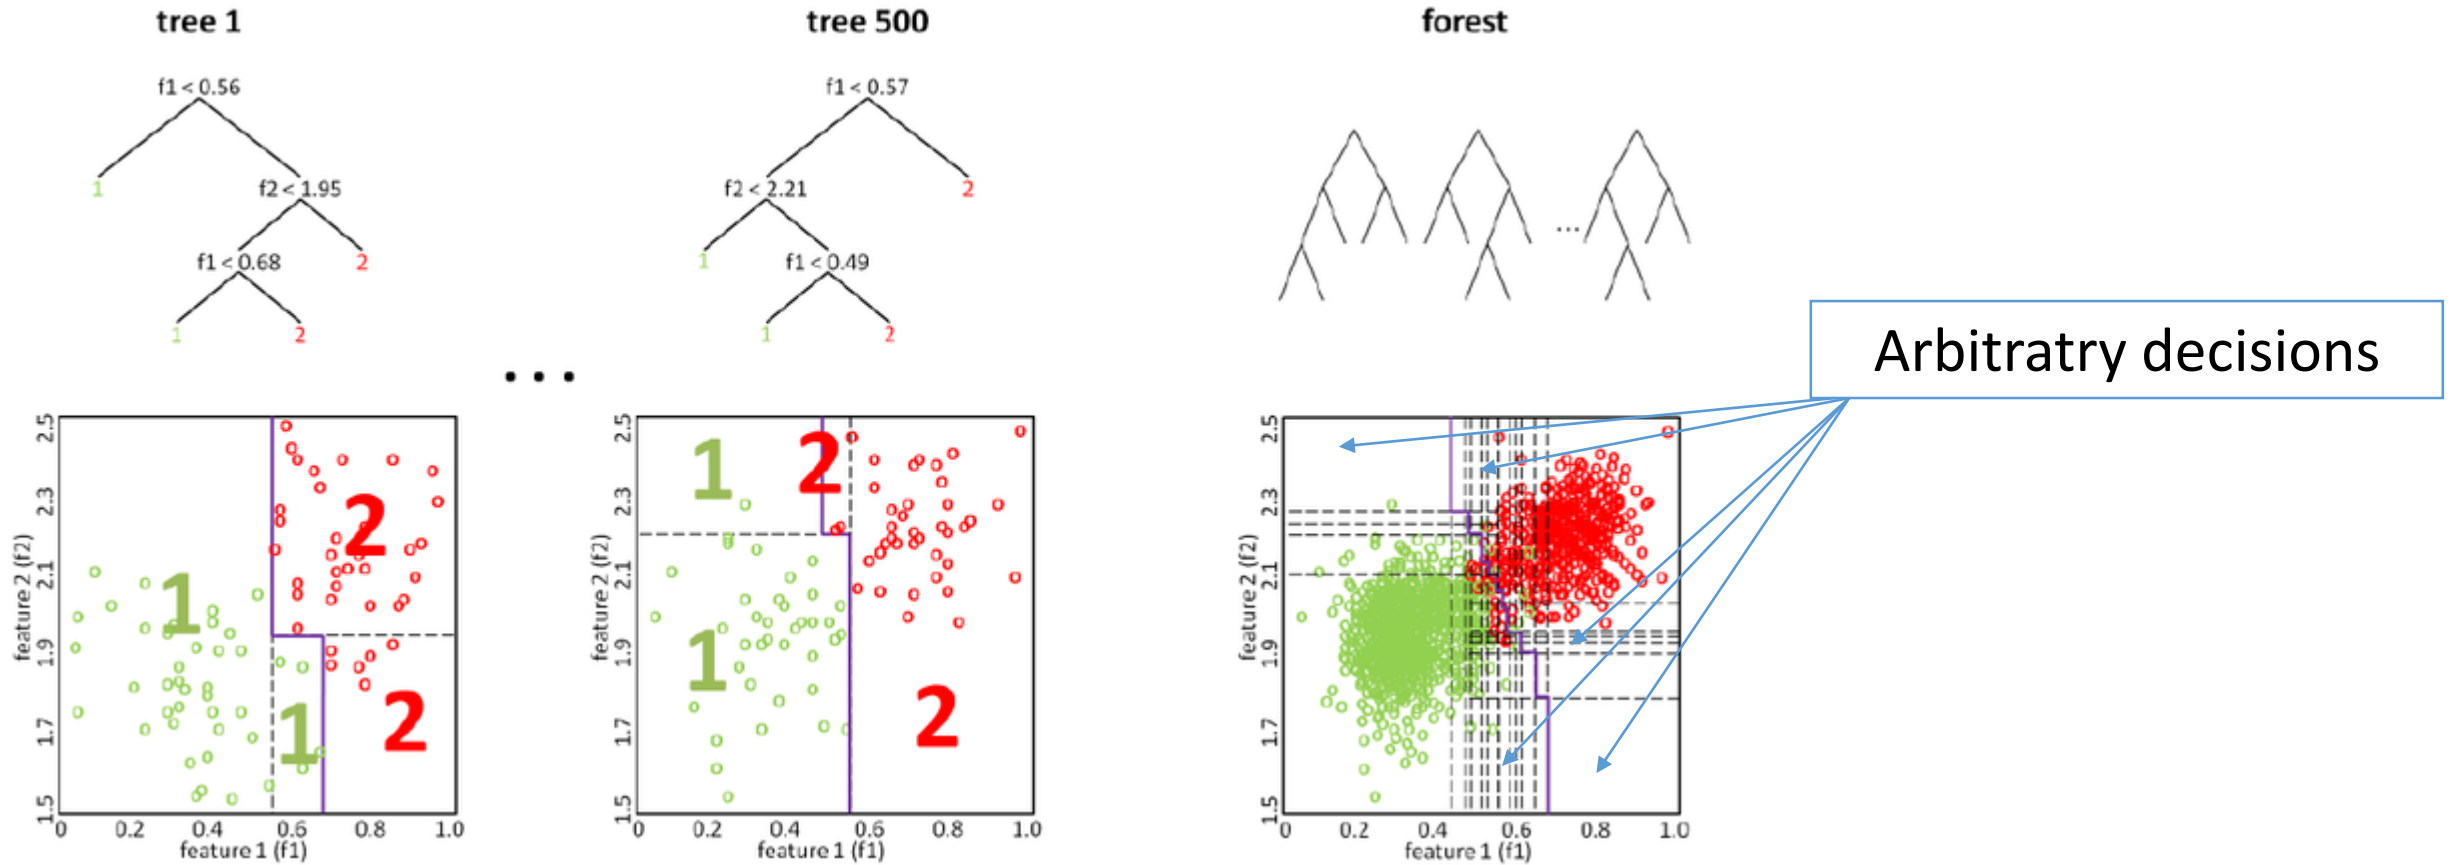 tree 1
tree 500
forest
f1 < 0.56
1
f2 < 1.95
f1 < 0.68
2
1
2
f1 < 0.57
f2 < 2.21
2
1
f1 < 0.49
1
2
...
...
Arbitratry decisions
2.5
2.3
2.1
1.9
1.7
1.5
feature 2 (f2)
1
2
1
2
0 0.2 0.4 0.6 0.8 1.0
feature 1 (f1)
2.5
2.3
2.1
1.9
1.7
1.5
feature 2 (f2)
1
2
1
2
0 0.2 0.4 0.6 0.8 1.0
feature 1 (f1)
2.5
2.3
2.1
1.9
1.7
1.5
feature 2 (f2)
0 0.2 0.4 0.6 0.8 1.0
feature 1 (f1)